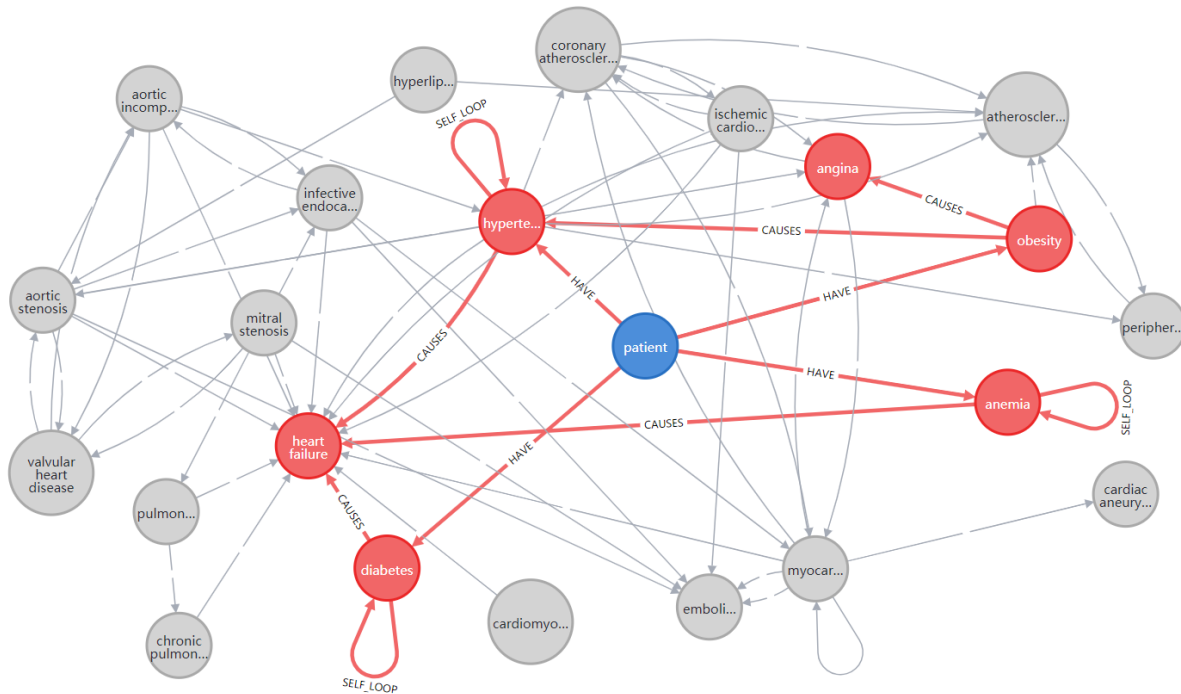 coronary
atheroscler...
aortic
incomp...
hyperlip...
ischemic
cardio...
atheroscler...
SELF_LOOP
angina
infective
endoca...
hyperte...
CAUSES
CAUSES
obesity
HAVE
HAVE
aortic
stenosis
mitral
stenosis
peripher...
patient
CAUSES
HAVE
anemia
SELF_LOOP
CAUSES
heart
failure
HAVE
valvular
heart
disease
cardiac
aneury...
pulmon...
CAUSES
diabetes
myocar...
emboli...
cardiomyo...
chronic
pulmon...
SELF_LOOP